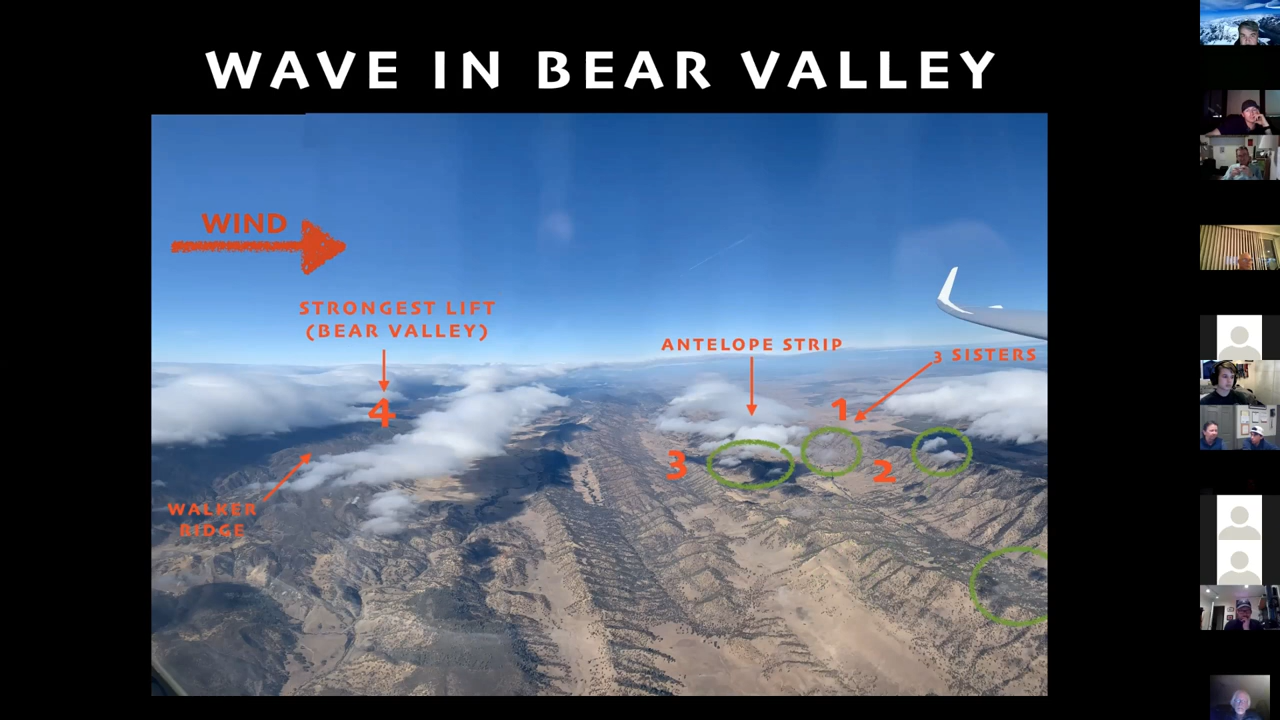 WAVE IN BEAR VALLEY
WIND
STRONGEST LIFT
(BEAR VALLEY)
ANTELOPE STRIP
3 SISTERS
1
4
3
2
WALKER
RIDGE